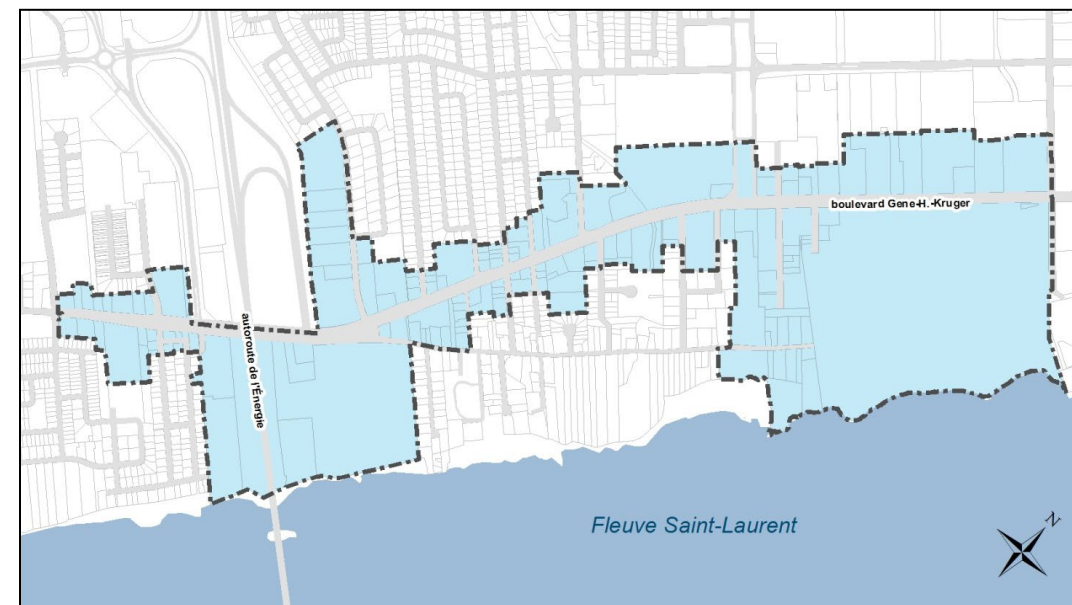 boulevard Gene-H.-Kruger
autoroute de l'Énergie
Fleuve Saint-Laurent
N